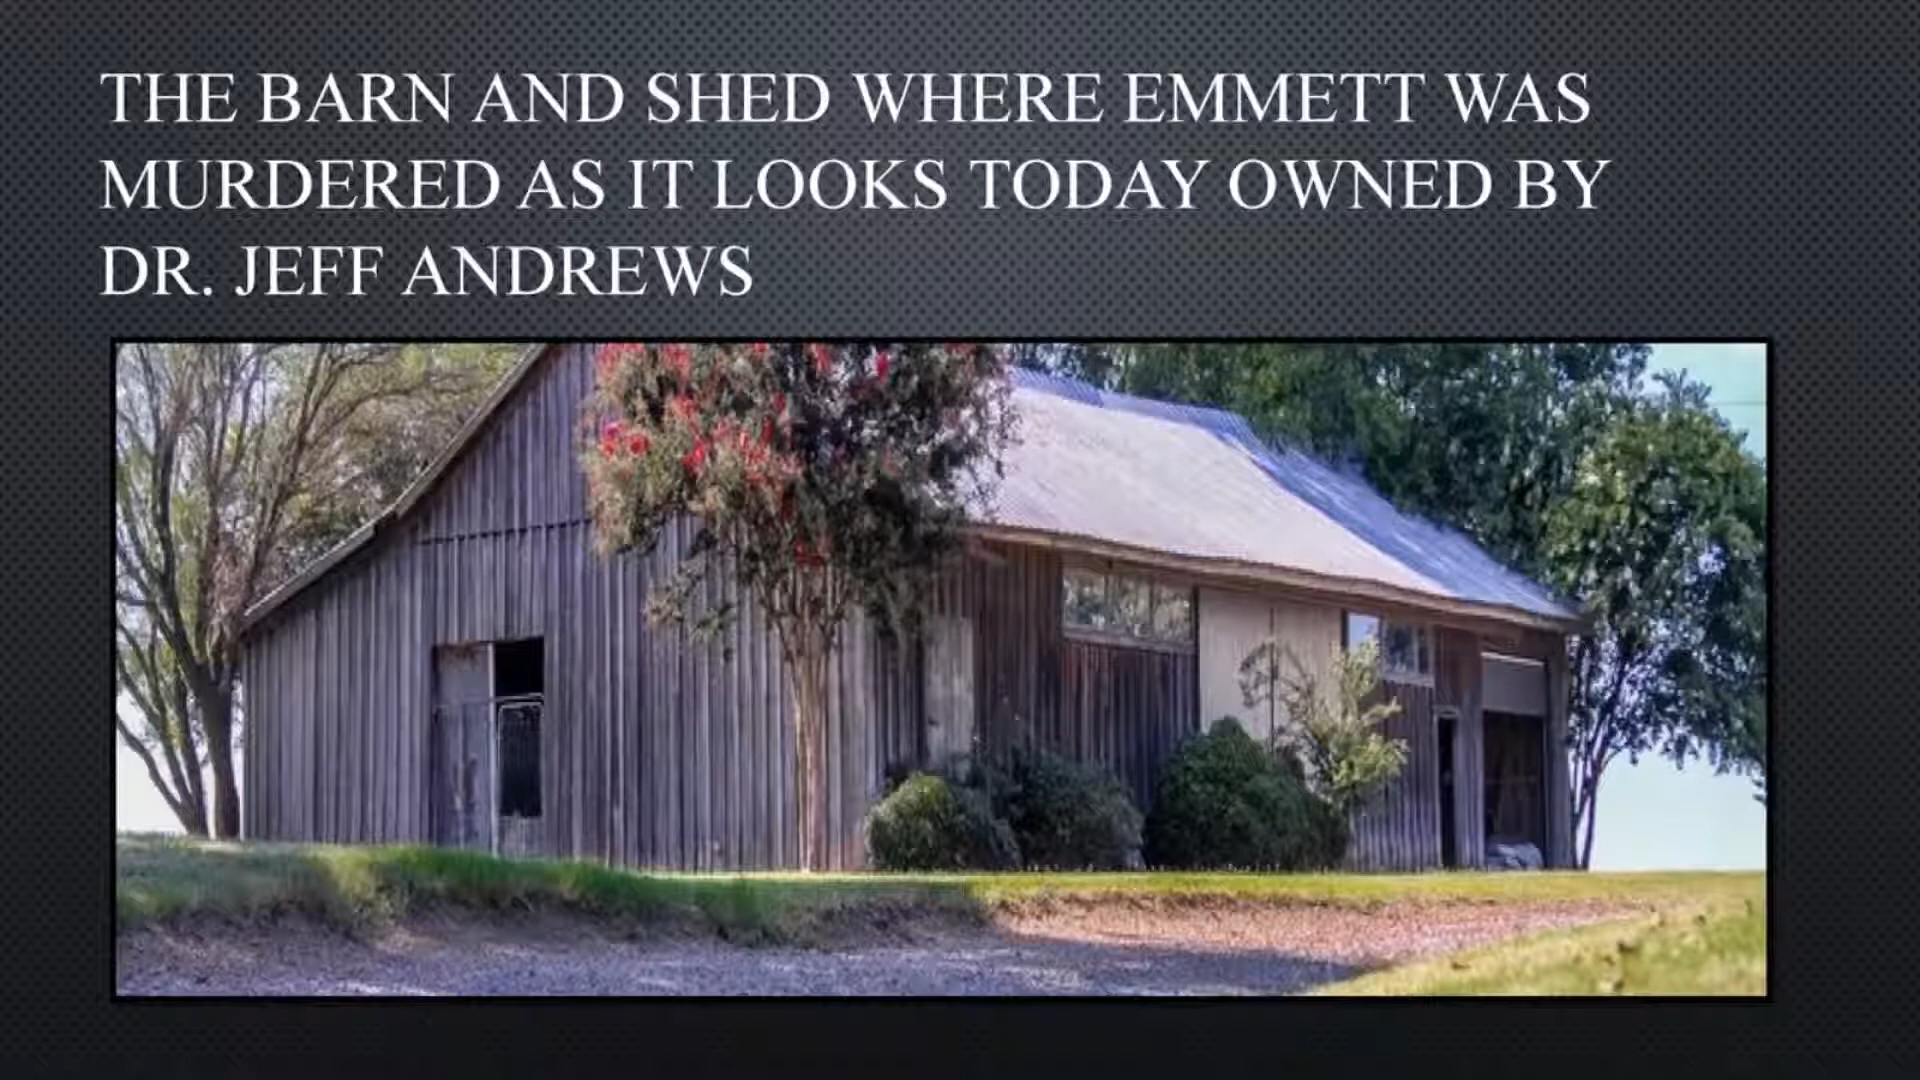 THE BARN AND SHED WHERE EMMETT WAS
MURDERED AS IT LOOKS TODAY OWNED BY
DR. JEFF ANDREWS